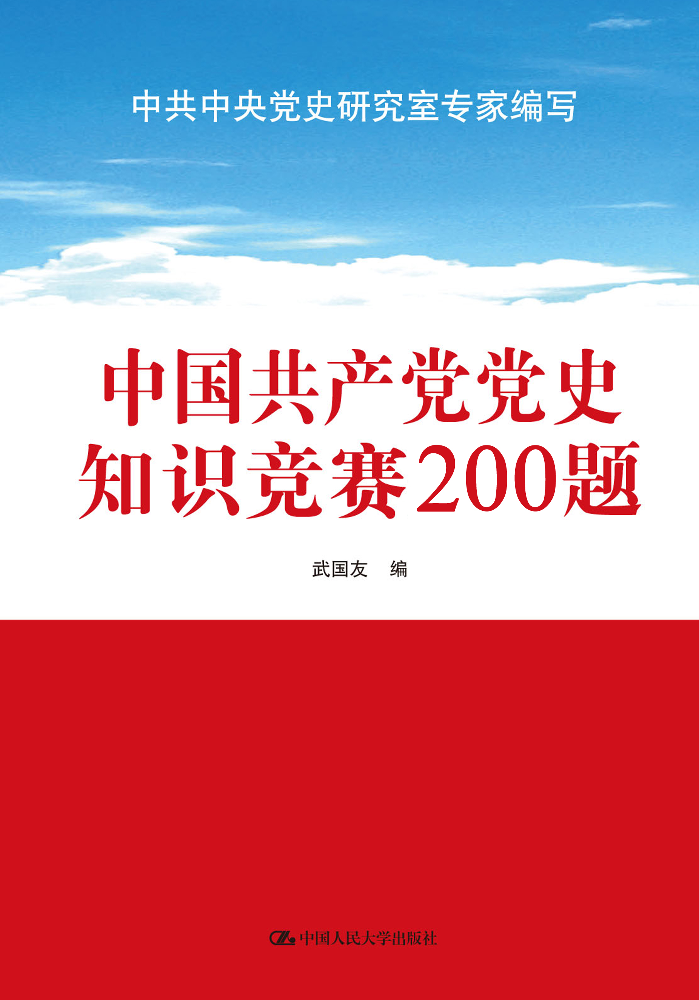 中共中央党史研究室专家编写
中国共产党党史
知识竞赛200题
武国友 编
中国人民大学出版社